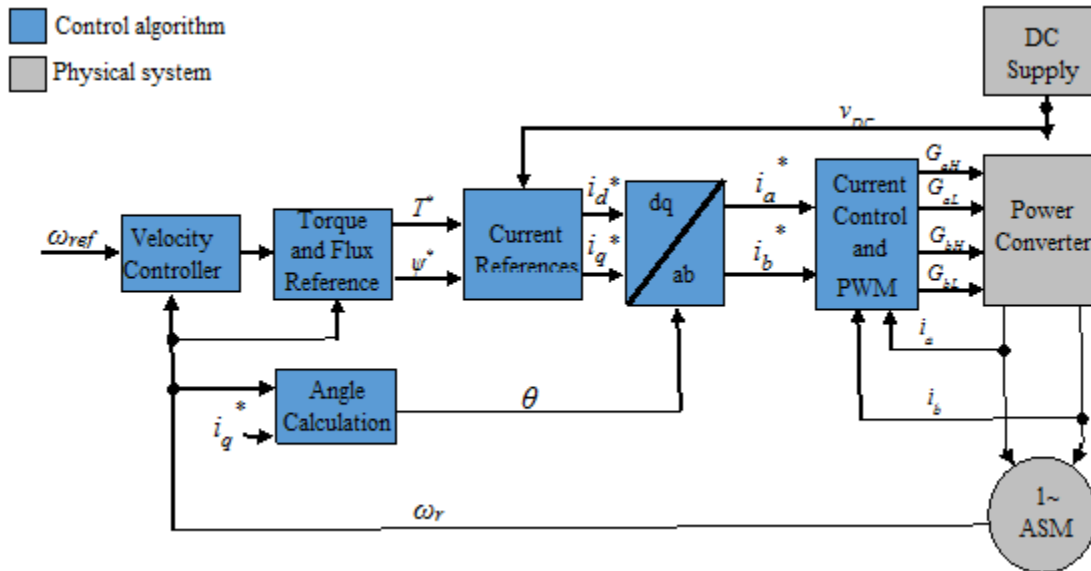 Control algorithm
Physical system
DC
Supply
v_DC
ω_ref
Velocity
Controller
Torque
and Flux
Reference
T*
ψ*
Current
References
i_d*
i_q*
dq
ab
i_a*
i_b*
Current
Control
and
PWM
G_aH
G_aL
G_bH
G_bL
Power
Converter
i_a
i_b
Angle
Calculation
i_q*
θ
ω_r
1~
ASM